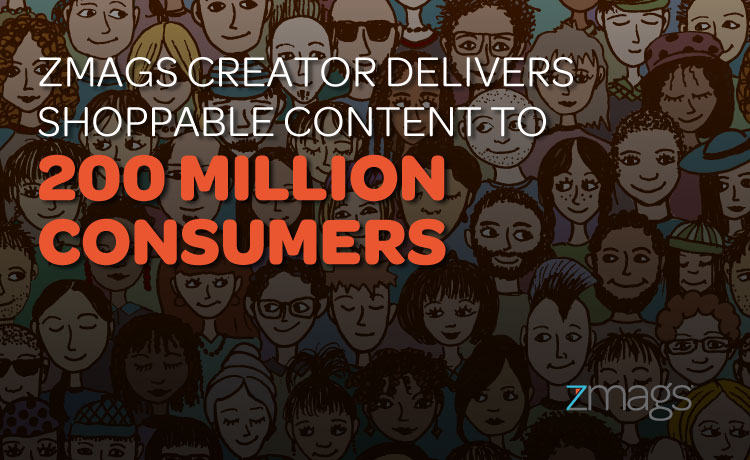 ZMAGS CREATOR DELIVERS
SHOPPABLE CONTENT TO
200 MILLION
CONSUMERS
zmags